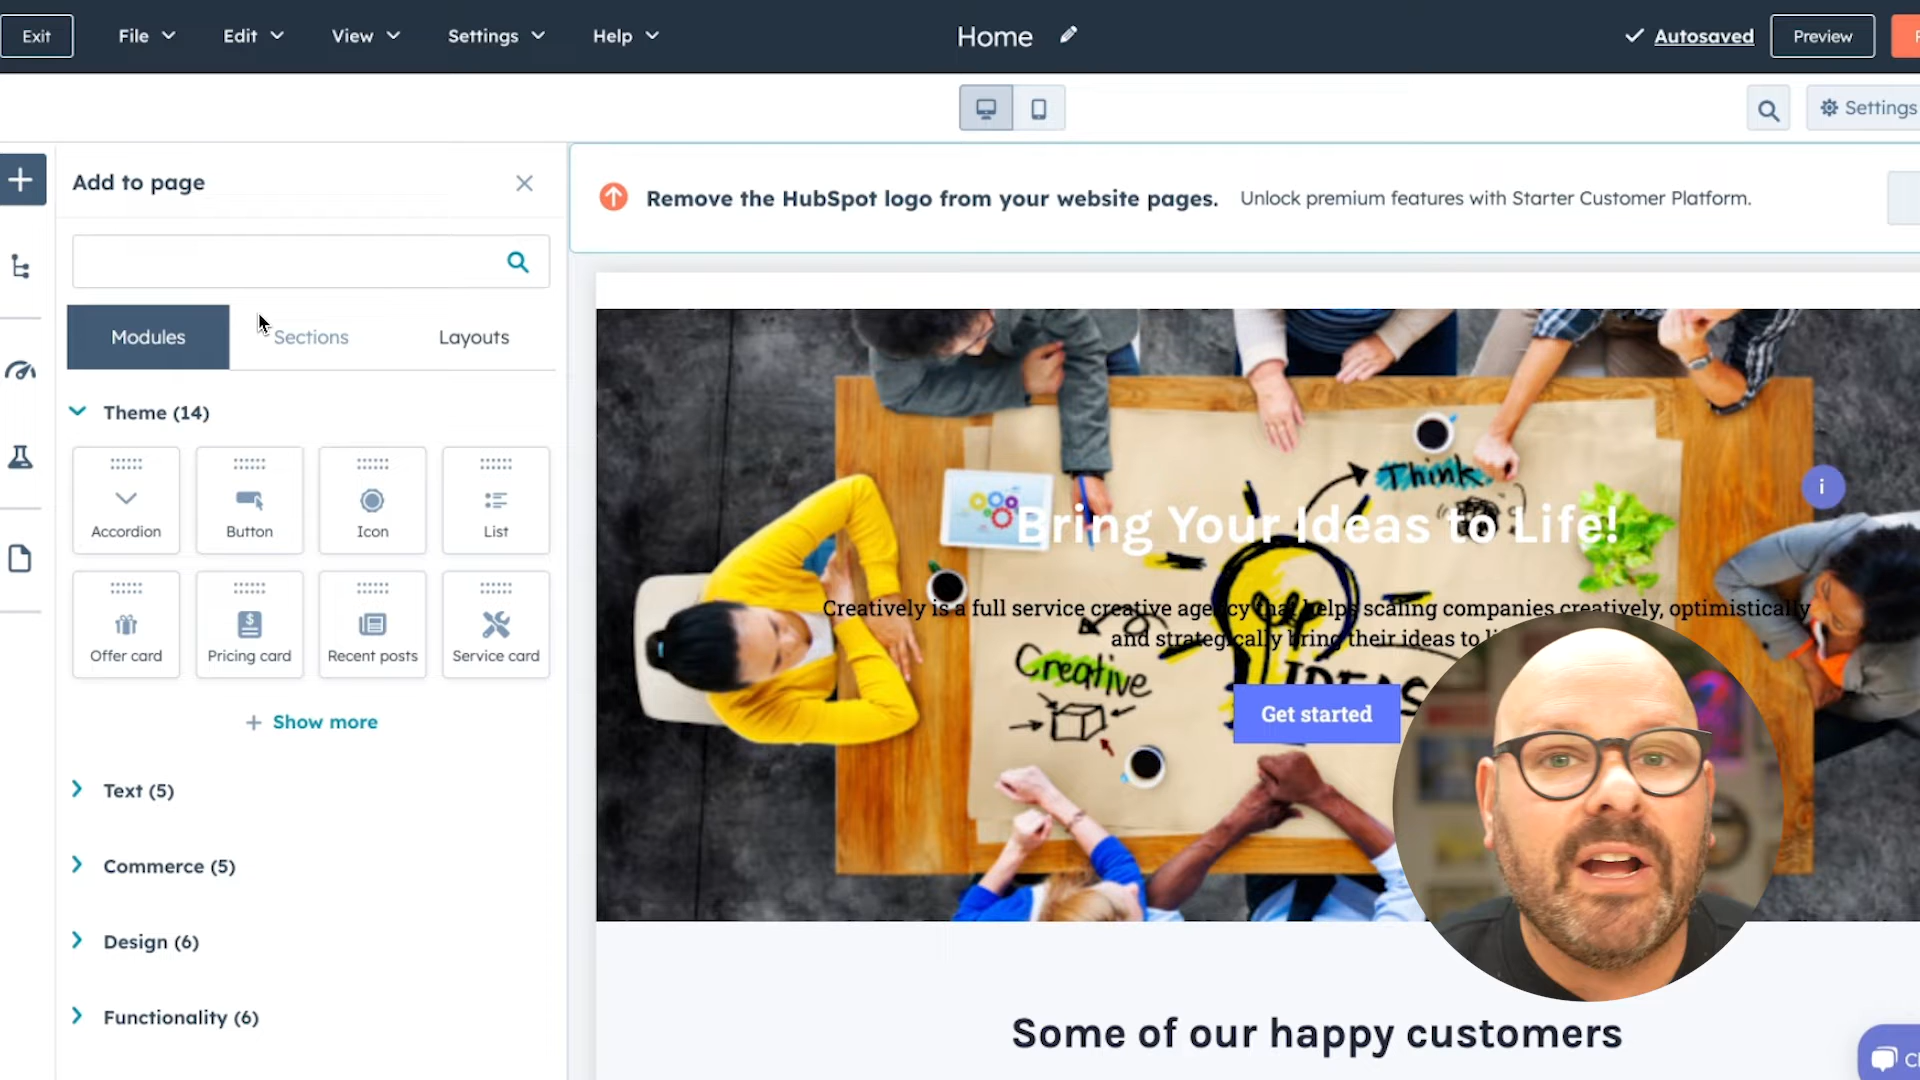 Exit
File
Edit
View
Settings
Help
Home
Autosaved
Preview
Settings
Add to page
Remove the HubSpot logo from your website pages.
Unlock premium features with Starter Customer Platform.
Modules
Sections
Layouts
Theme (14)
Accordion
Button
Icon
List
Offer card
Pricing card
Recent posts
Service card
+ Show more
Text (5)
Commerce (5)
Design (6)
Functionality (6)
Think
i
Bring Your Ideas to Life!
Creatively is a full service creative agency that helps scaling companies creatively, optimistically
and strategically bring their ideas to
Creative
IDEAS
Get started
Some of our happy customers